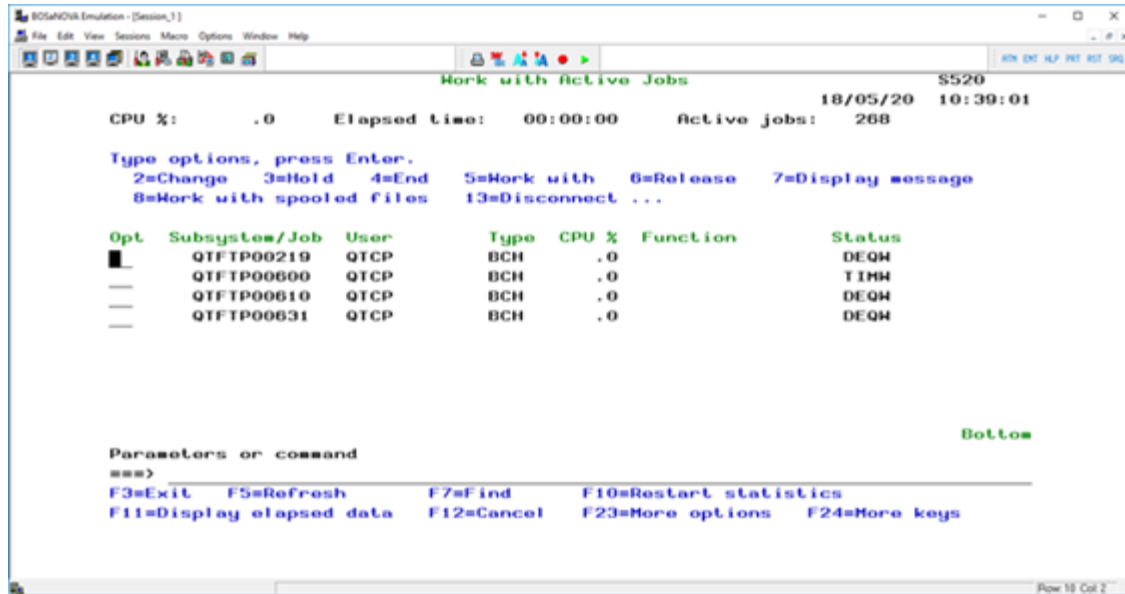 BOSaNOVA Emulation - [Session_1]
File Edit View Sessions Macro Options Window Help
ATN ENT HLP PRT RST SRQ
Work with Active Jobs S520
18/05/20 10:39:01
CPU %: .0 Elapsed time: 00:00:00 Active jobs: 268
Type options, press Enter.
2=Change 3=Hold 4=End 5=Work with 6=Release 7=Display message
8=Work with spooled files 13=Disconnect ...
Opt Subsystem/Job User Type CPU % Function Status
QTFTP00219 QTCP BCH .0 DEQW
QTFTP00600 QTCP BCH .0 TIMW
QTFTP00610 QTCP BCH .0 DEQW
QTFTP00631 QTCP BCH .0 DEQW
Bottom
Parameters or command
===>
F3=Exit F5=Refresh F7=Find F10=Restart statistics
F11=Display elapsed data F12=Cancel F23=More options F24=More keys
Row: 10 Col: 2